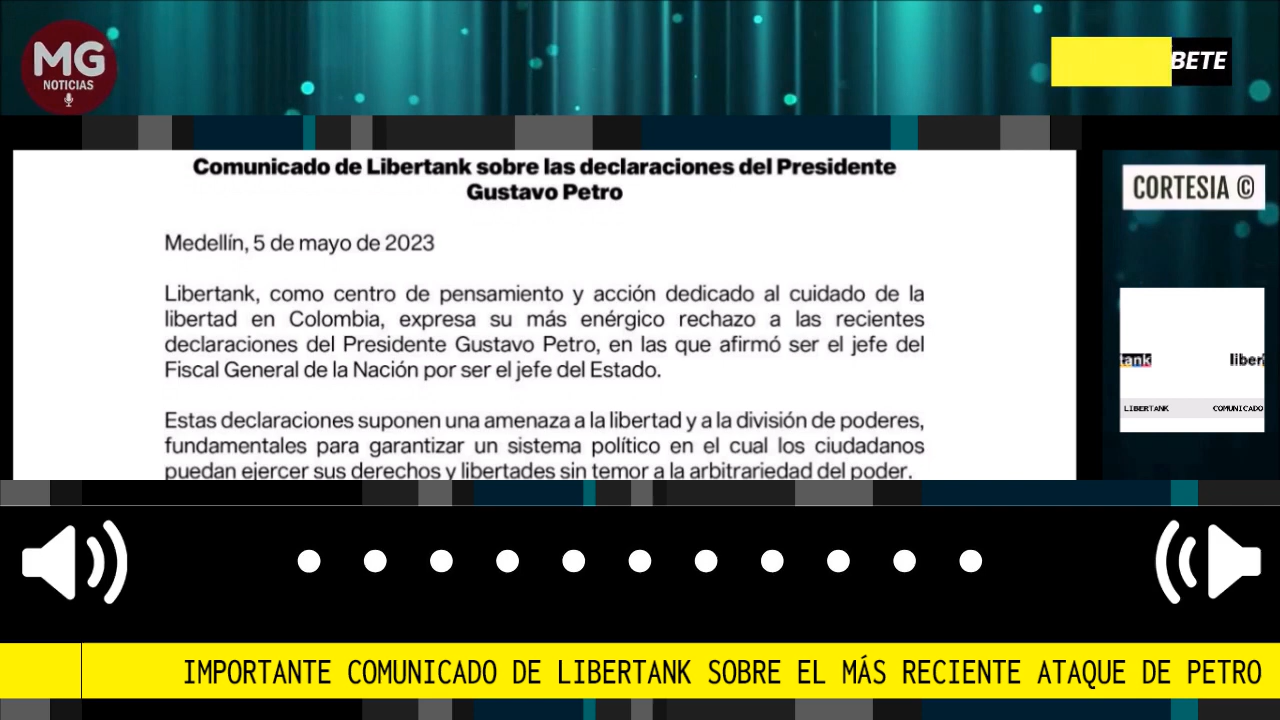 MG
NOTICIAS
BETE
Comunicado de Libertank sobre las declaraciones del Presidente
Gustavo Petro
Medellín, 5 de mayo de 2023
Libertank, como centro de pensamiento y acción dedicado al cuidado de la
libertad en Colombia, expresa su más enérgico rechazo a las recientes
declaraciones del Presidente Gustavo Petro, en las que afirmó ser el jefe del
Fiscal General de la Nación por ser el jefe del Estado.
Estas declaraciones suponen una amenaza a la libertad y a la división de poderes,
fundamentales para garantizar un sistema político en el cual los ciudadanos
puedan ejercer sus derechos y libertades sin temor a la arbitrariedad del poder.
CORTESIA ©
tank liber
LIBERTANK COMUNICADO
IMPORTANTE COMUNICADO DE LIBERTANK SOBRE EL MÁS RECIENTE ATAQUE DE PETRO